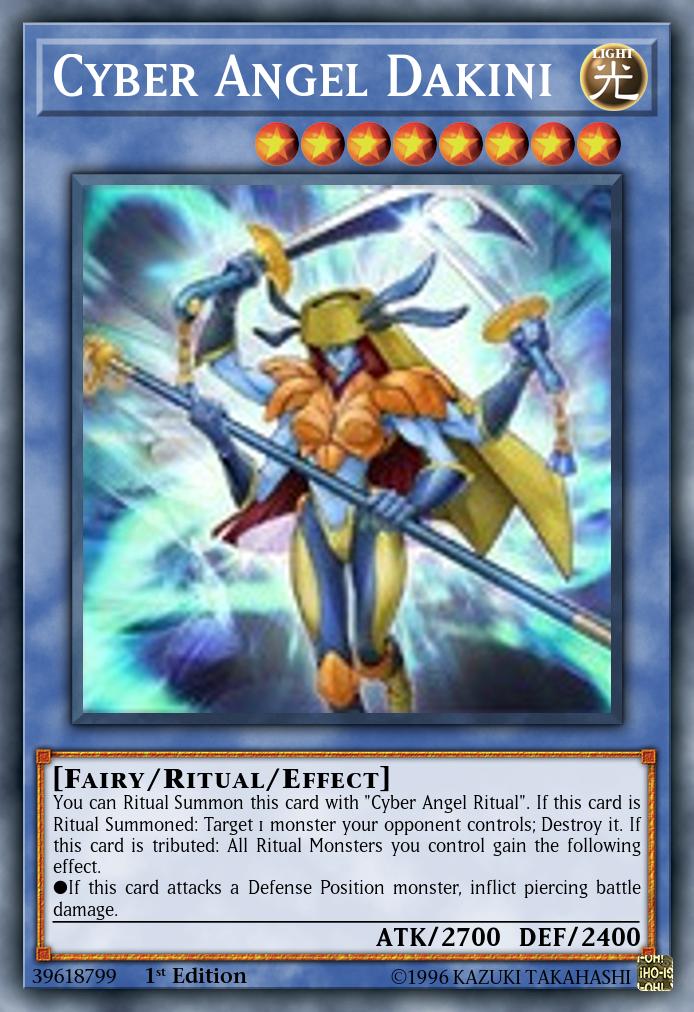 Cyber Angel Dakini
LIGHT
光
[Fairy/Ritual/Effect]
You can Ritual Summon this card with "Cyber Angel Ritual". If this card is
Ritual Summoned: Target 1 monster your opponent controls; Destroy it. If
this card is tributed: All Ritual Monsters you control gain the following
effect.
●If this card attacks a Defense Position monster, inflict piercing battle
damage.
ATK/2700 DEF/2400
39618799 1st Edition ©1996 KAZUKI TAKAHASHI